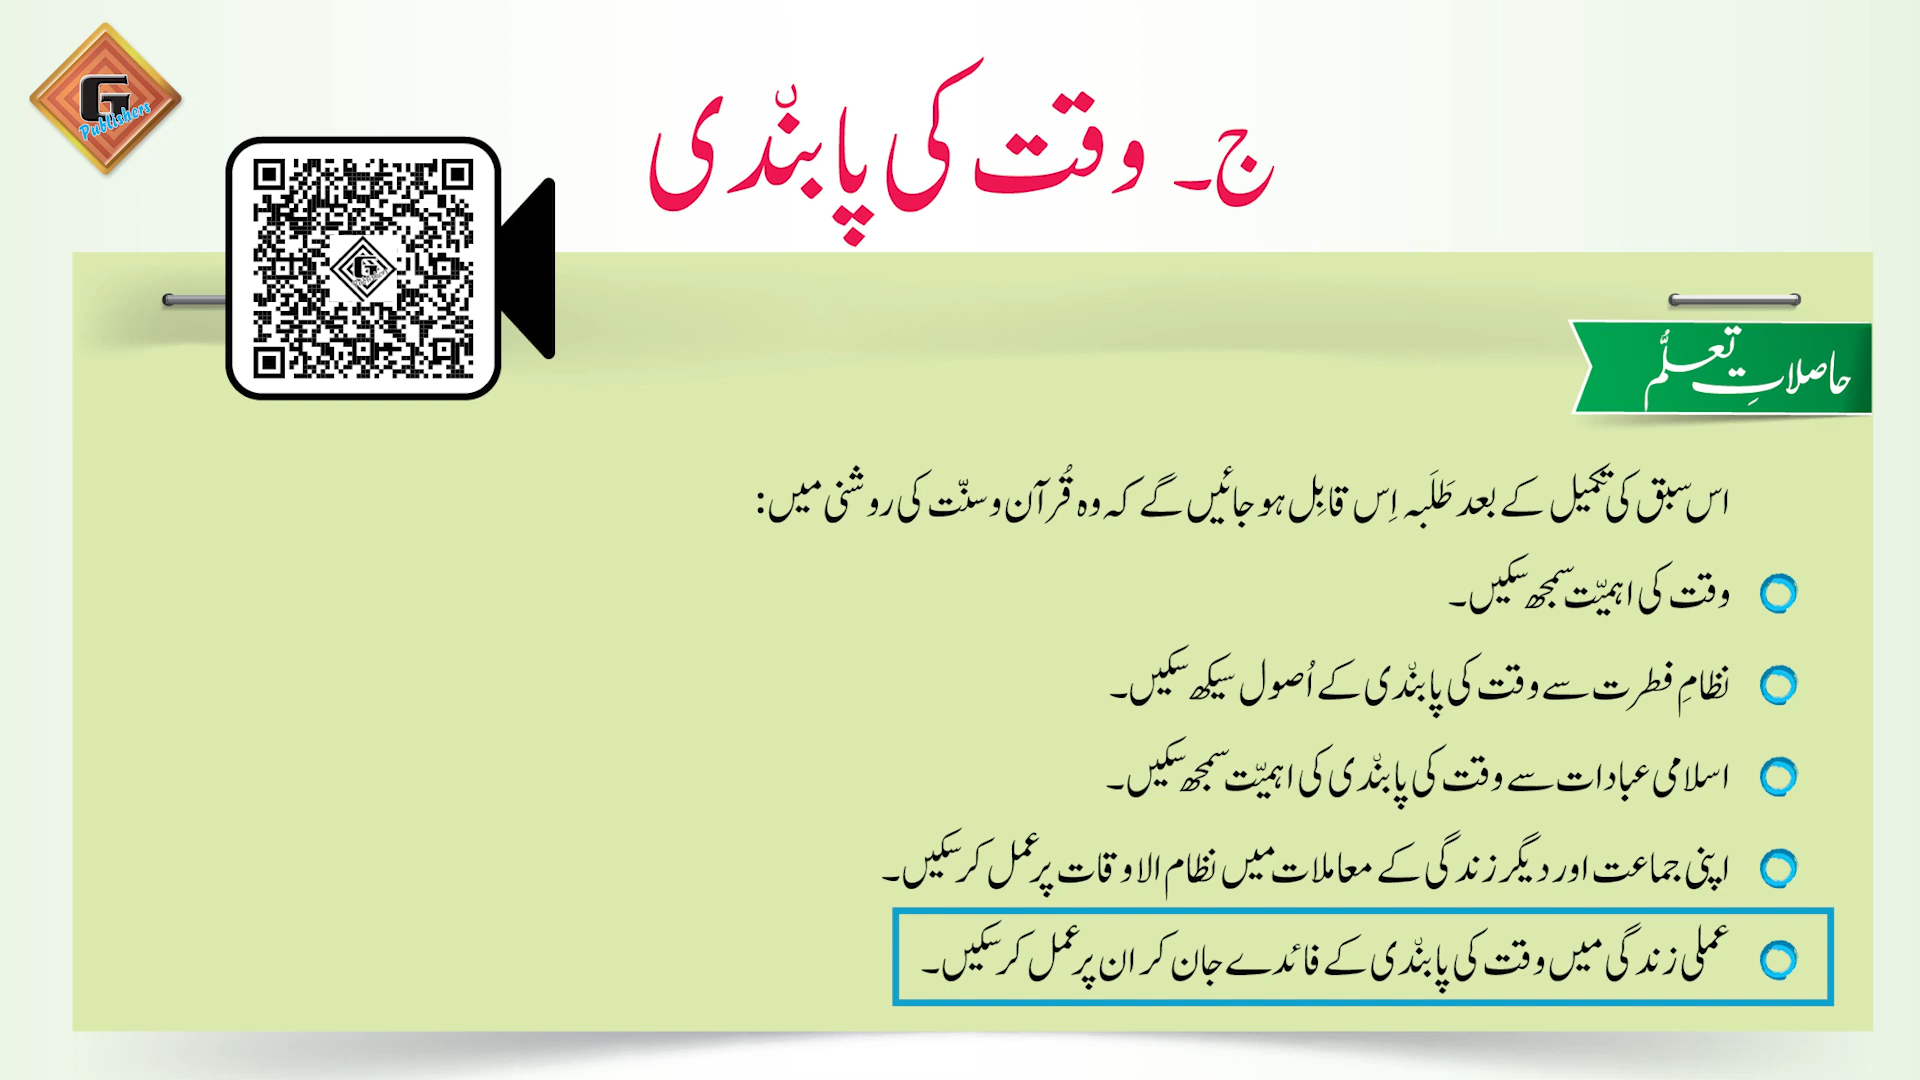 G
Publishers
ج۔ وقت کی پابندی
حاصلاتِ تعلُّم
اس سبق کی تکمیل کے بعد طَلَبہ اِس قابِل ہو جائیں گے کہ وہ قُرآن و سنّت کی روشنی میں:
وقت کی اہمیّت سمجھ سکیں۔
نظامِ فطرت سے وقت کی پابندی کے اُصول سیکھ سکیں۔
اسلامی عبادات سے وقت کی پابندی کی اہمیّت سمجھ سکیں۔
اپنی جماعت اور دیگر زندگی کے معاملات میں نظام الاوقات پر عمل کر سکیں۔
عملی زندگی میں وقت کی پابندی کے فائدے جان کر ان پر عمل کر سکیں۔